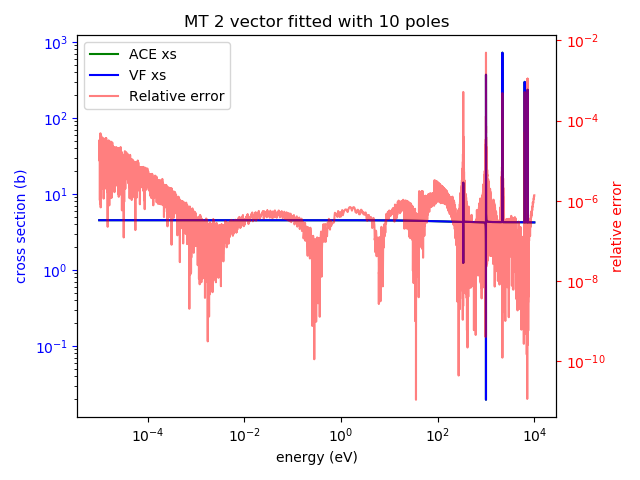 MT 2 vector fitted with 10 poles
ACE xs
VF xs
Relative error
cross section (b)
10^3
10^2
10^1
10^0
10^-1
relative error
10^-2
10^-4
10^-6
10^-8
10^-10
10^-4 10^-2 10^0 10^2 10^4
energy (eV)